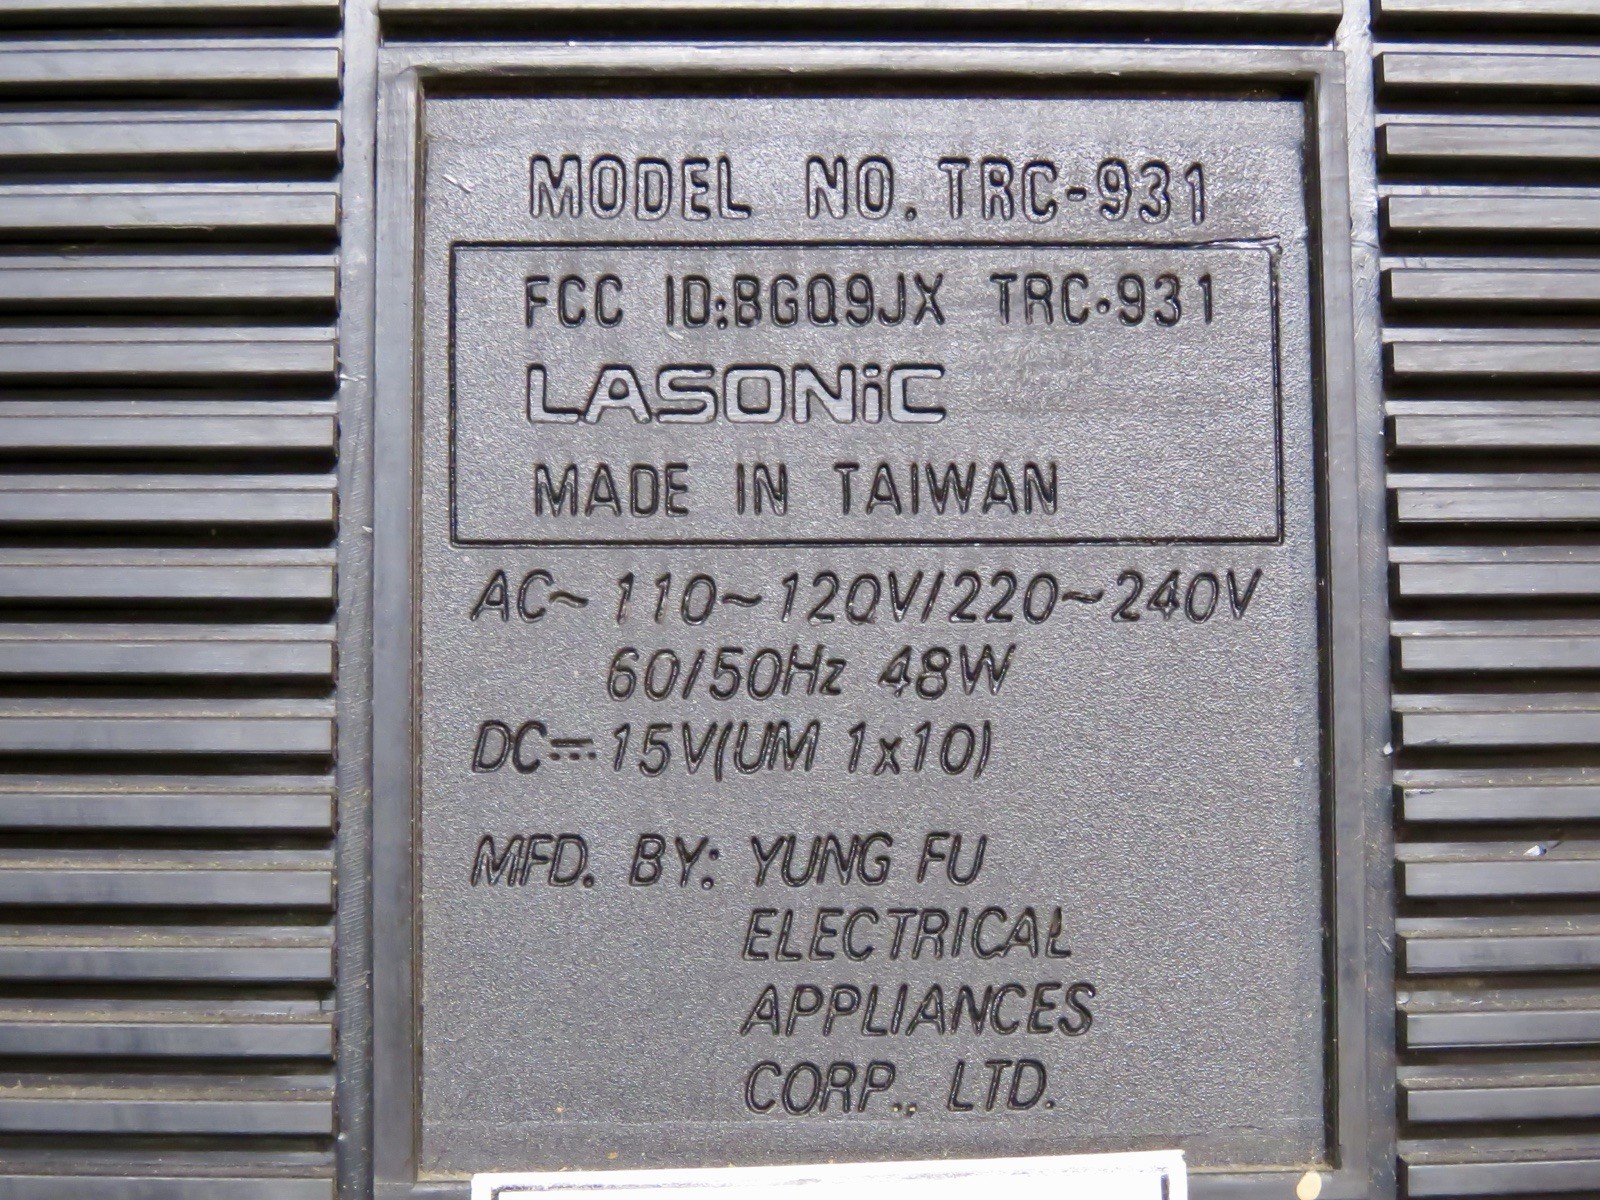 MODEL NO. TRC-931
FCC ID:BGQ9JX TRC-931
LASONiC
MADE IN TAIWAN
AC~110~120V/220~240V
60/50Hz 48W
DC⎓15V(UM 1x10)
MFD. BY: YUNG FU
ELECTRICAL
APPLIANCES
CORP., LTD.